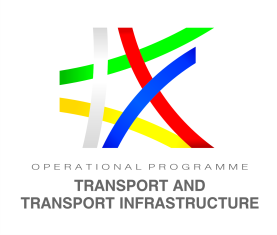 OPERATIONAL PROGRAMME
TRANSPORT AND
TRANSPORT INFRASTRUCTURE